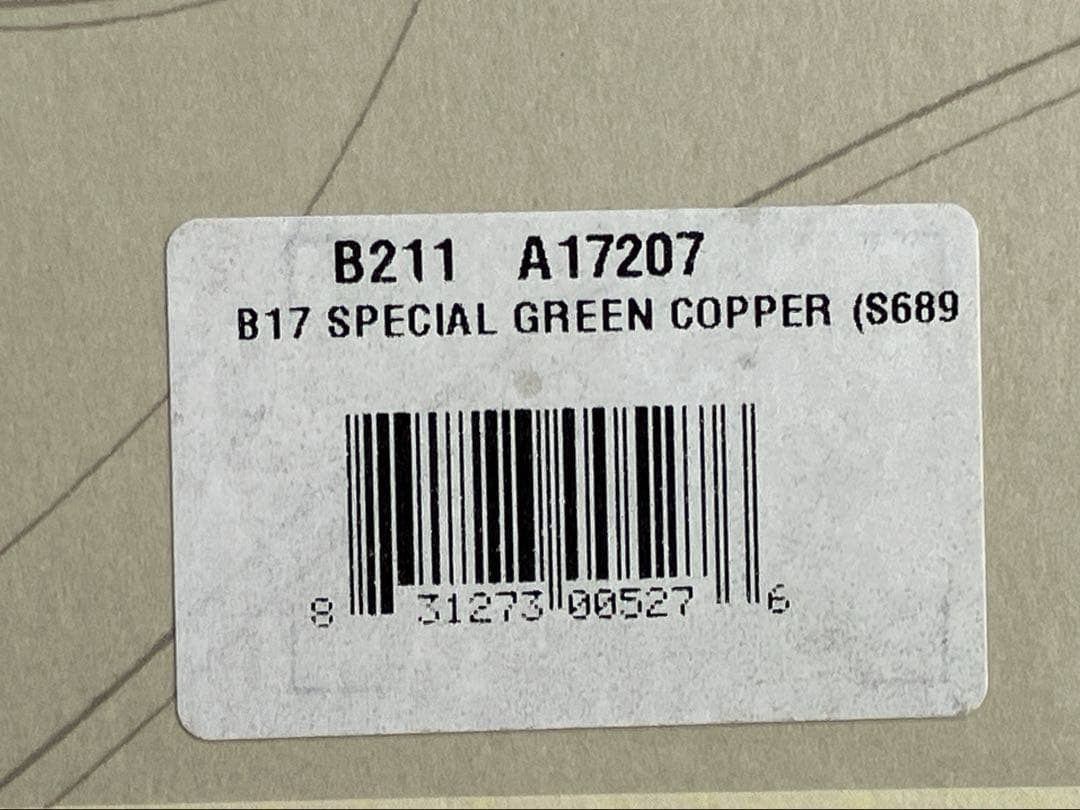 B211 A17207
B17 SPECIAL GREEN COPPER (S689
8 31273 00527 6